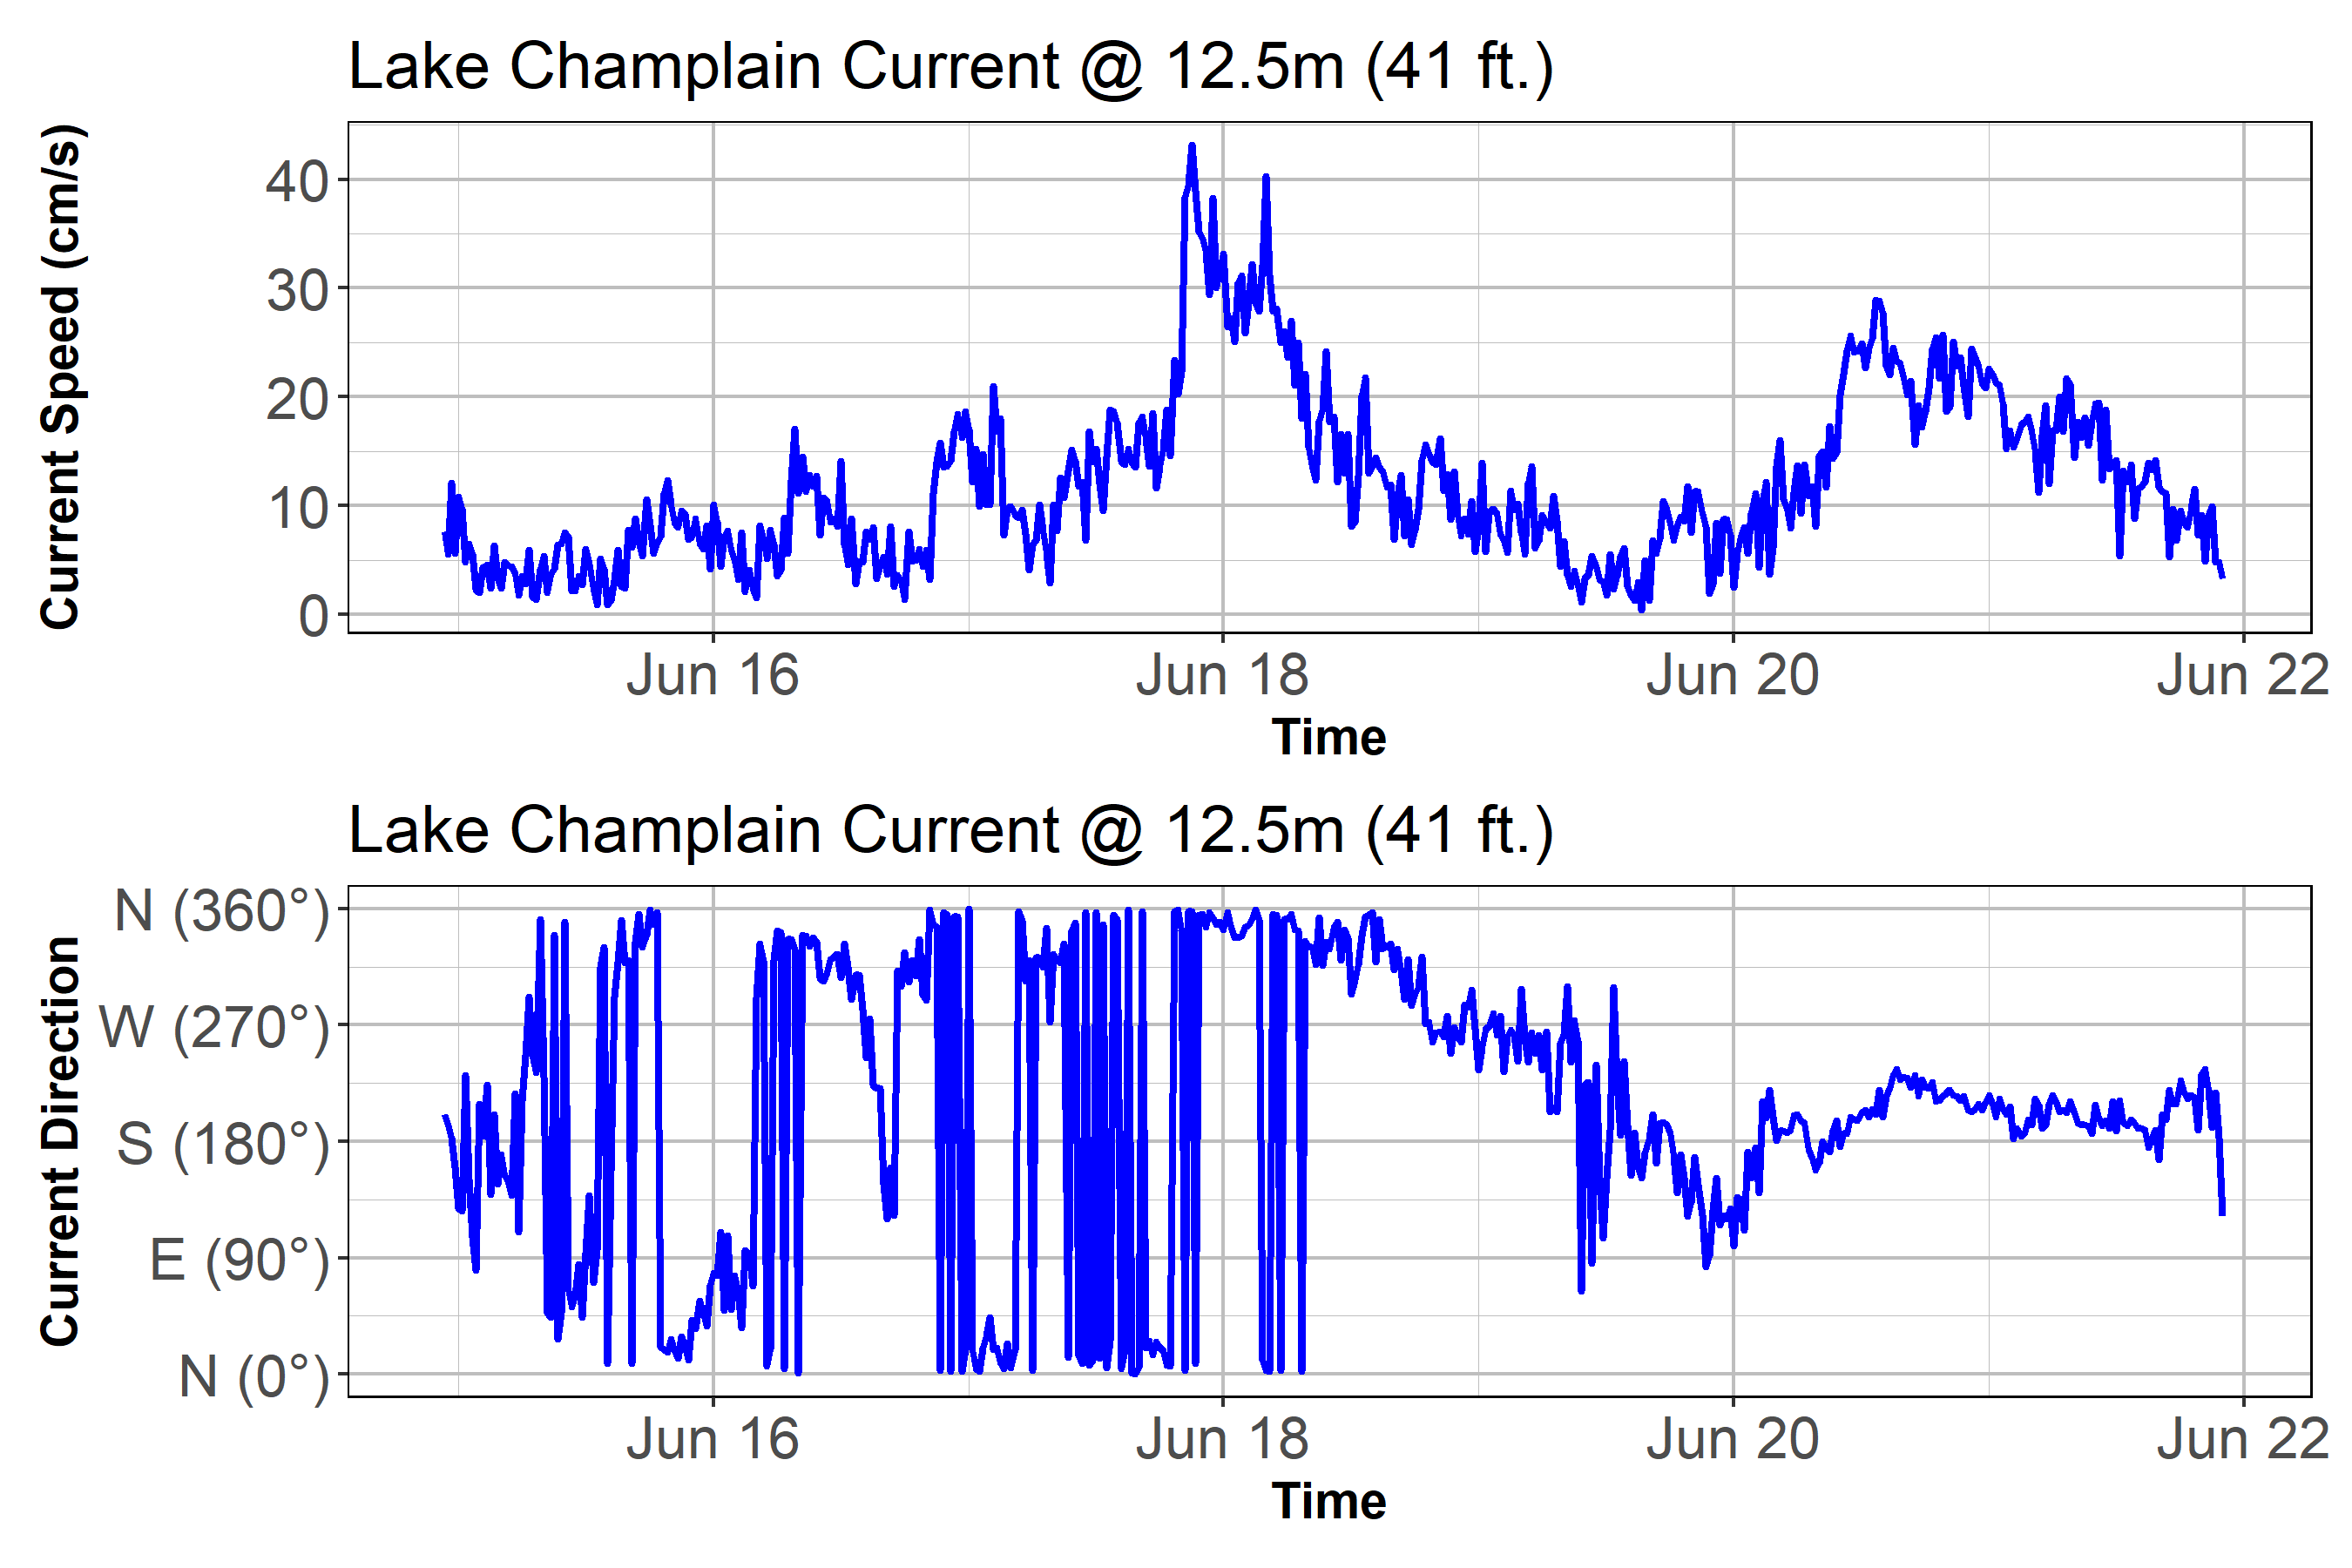 Lake Champlain Current @ 12.5m (41 ft.)
Current Speed (cm/s)
40
30
20
10
0
Jun 16 Jun 18 Jun 20 Jun 22
Time
Lake Champlain Current @ 12.5m (41 ft.)
Current Direction
N (360°)
W (270°)
S (180°)
E (90°)
N (0°)
Jun 16 Jun 18 Jun 20 Jun 22
Time